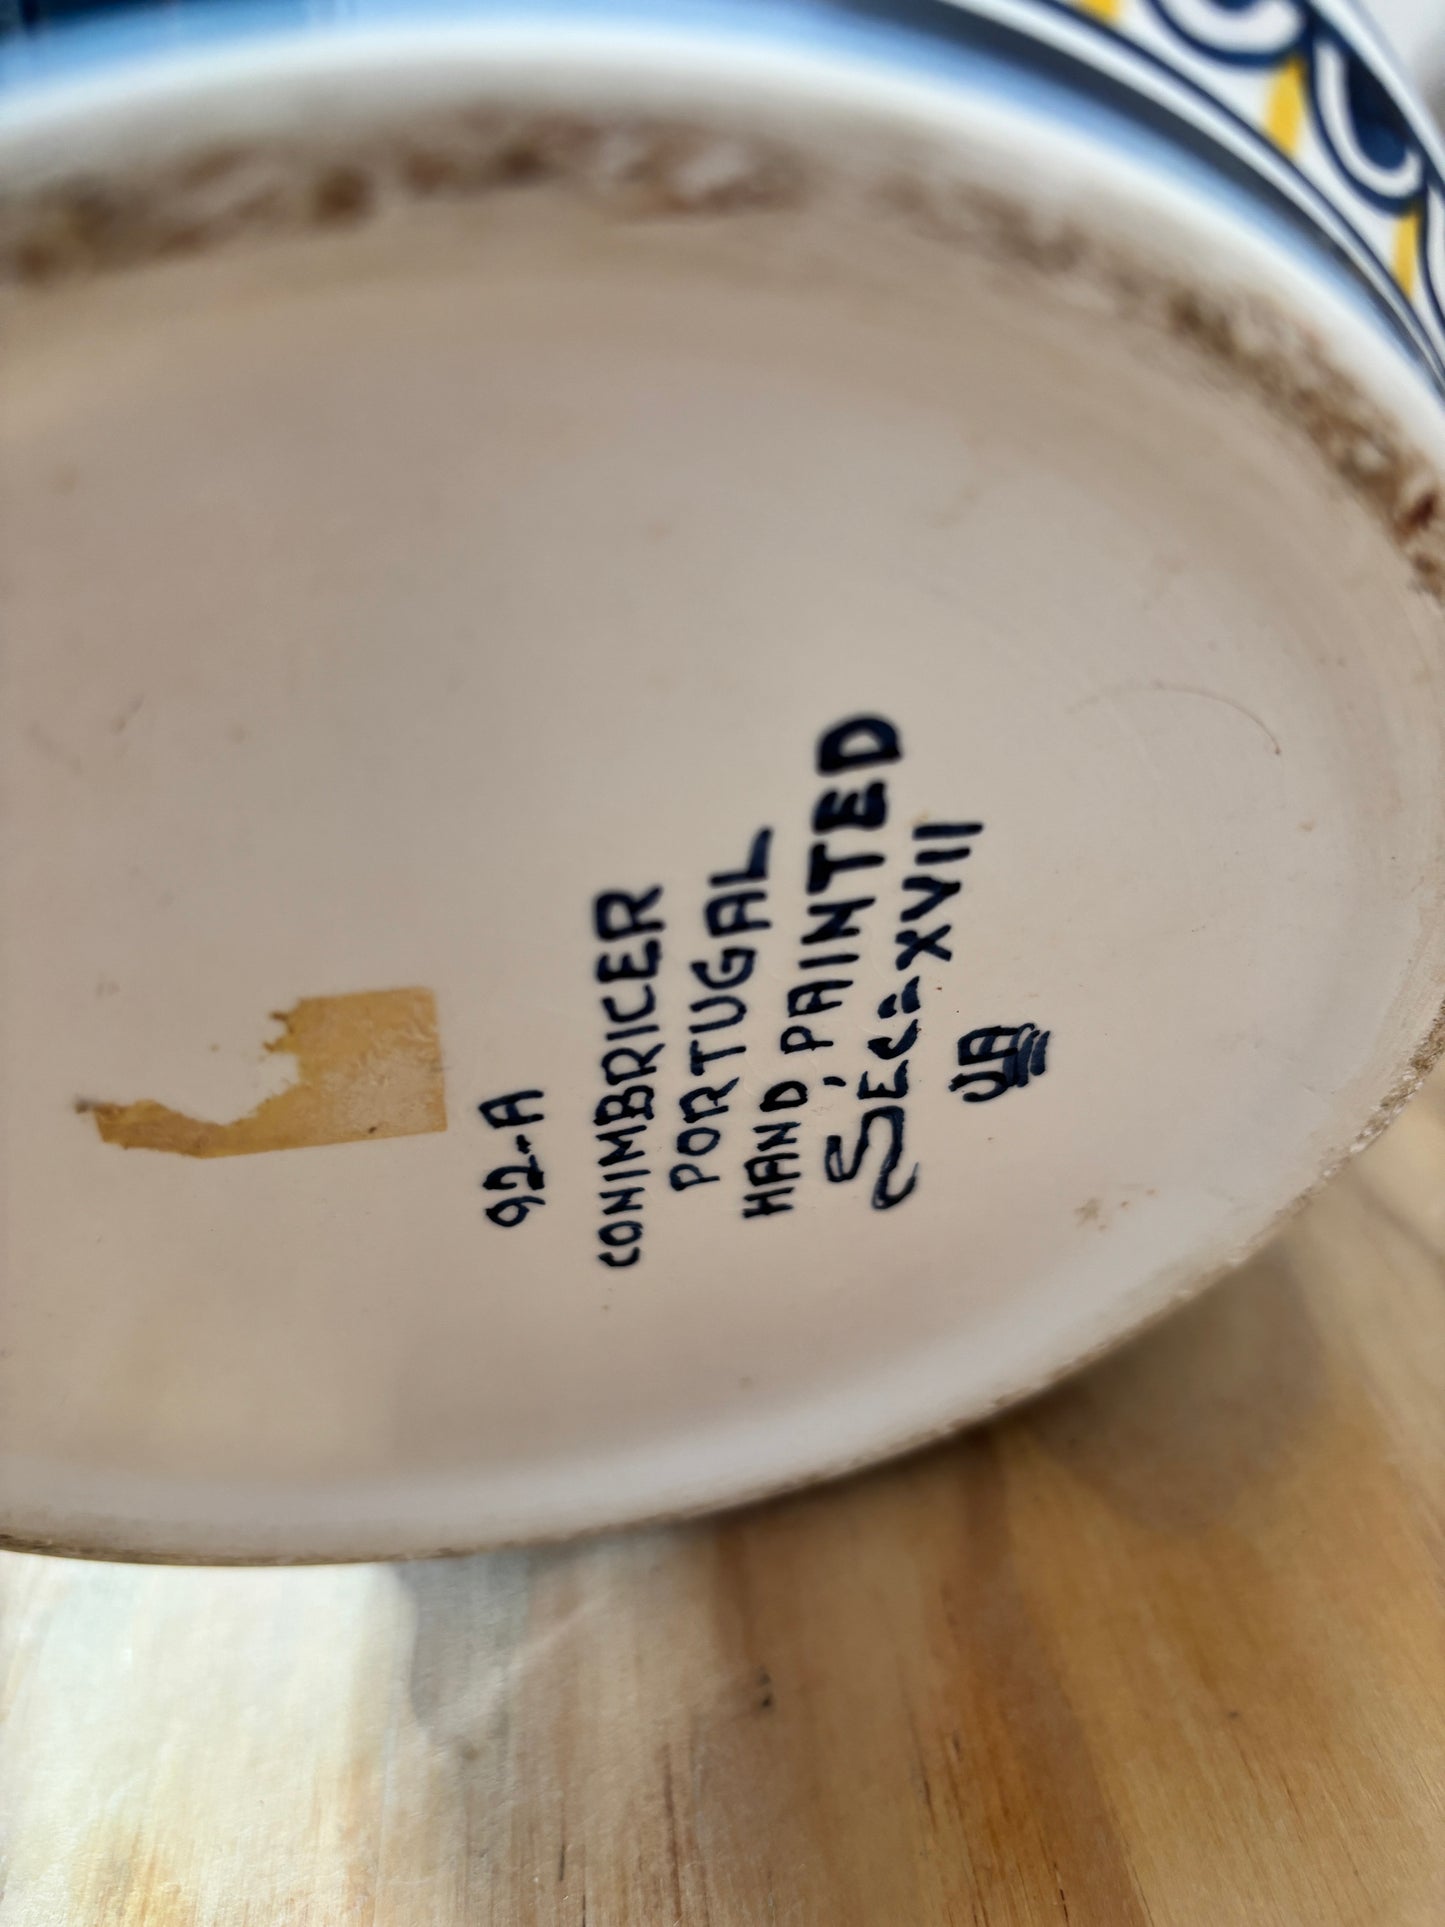 92-A
CONIMBRICER
PORTUGAL
HAND, PAINTED
SEC. XVII